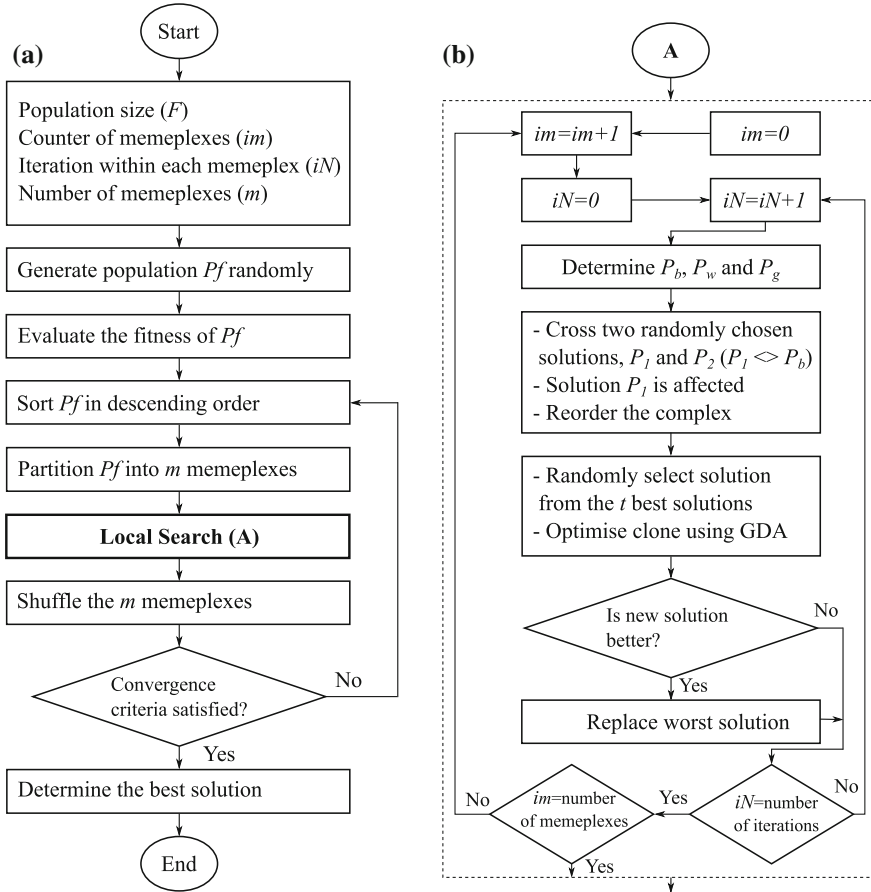 (a)
Start
Population size (F)
Counter of memeplexes (im)
Iteration within each memeplex (iN)
Number of memeplexes (m)
Generate population Pf randomly
Evaluate the fitness of Pf
Sort Pf in descending order
Partition Pf into m memeplexes
Local Search (A)
Shuffle the m memeplexes
Convergence
criteria satisfied?
No
Yes
Determine the best solution
End
(b)
A
im=im+1
im=0
iN=0
iN=iN+1
Determine Pb, Pw and Pg
- Cross two randomly chosen
solutions, P1 and P2 (P1 <> Pb)
- Solution P1 is affected
- Reorder the complex
- Randomly select solution
from the t best solutions
- Optimise clone using GDA
Is new solution
better?
No
Yes
Replace worst solution
iN=number
of iterations
No
Yes
im=number
of memeplexes
No
Yes